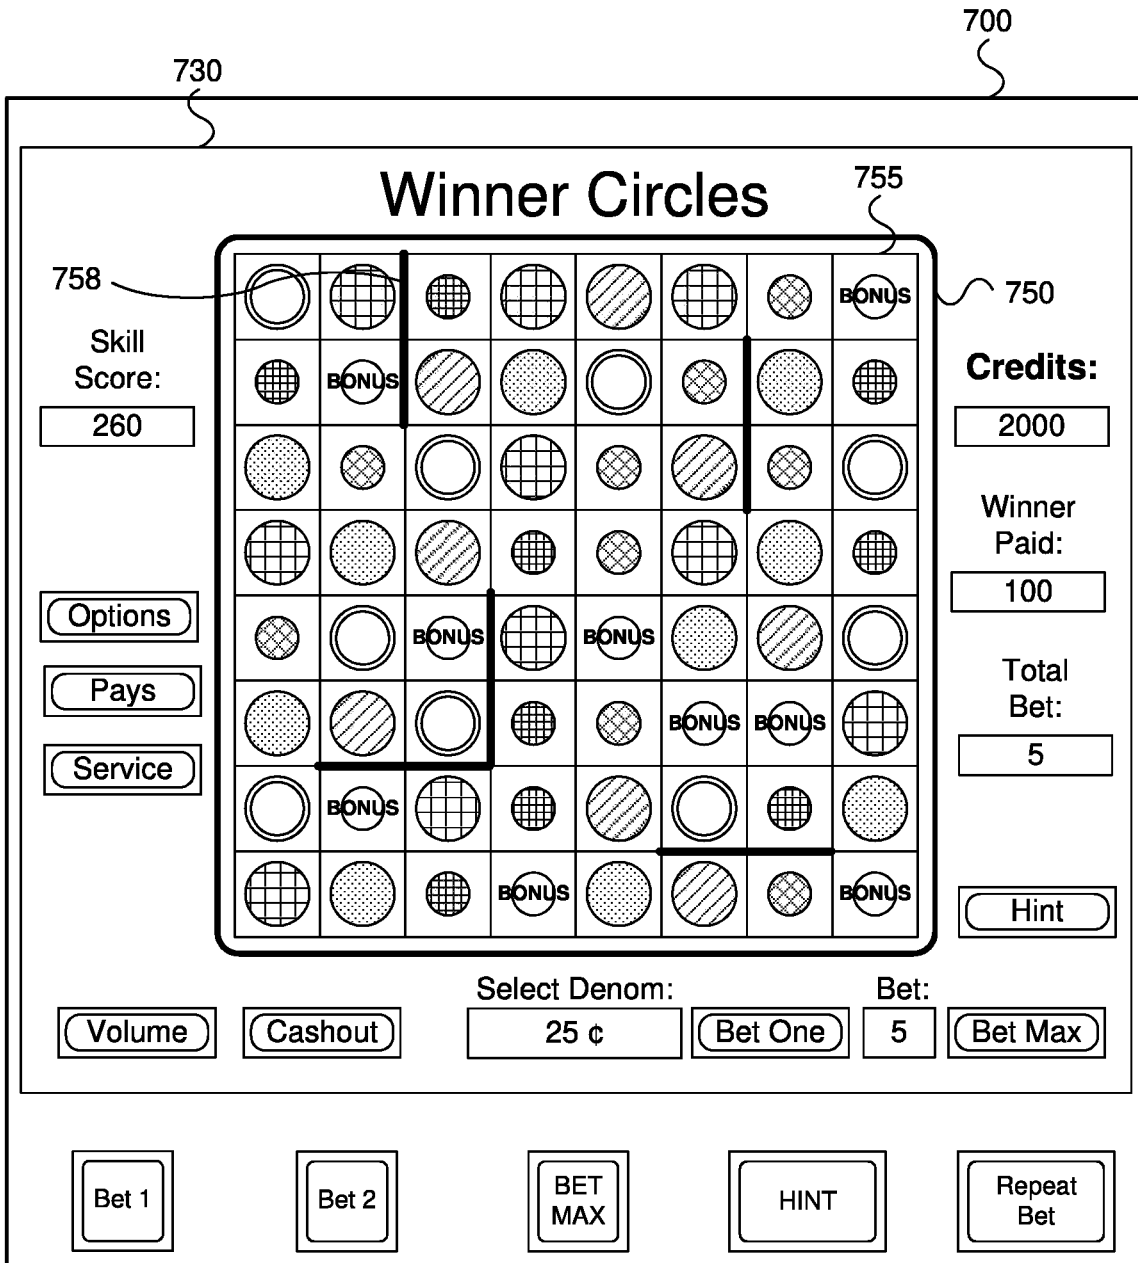 700
730
Winner Circles
755
758
750
BONUS
Skill
Score:
260
BONUS
Credits:
2000
Winner
Paid:
100
Options
BONUS
BONUS
Pays
Total
Bet:
5
BONUS
BONUS
Service
BONUS
BONUS
BONUS
Hint
Select Denom:
Bet:
Volume
Cashout
25 ¢
Bet One
5
Bet Max
Bet 1
Bet 2
BET
MAX
HINT
Repeat
Bet